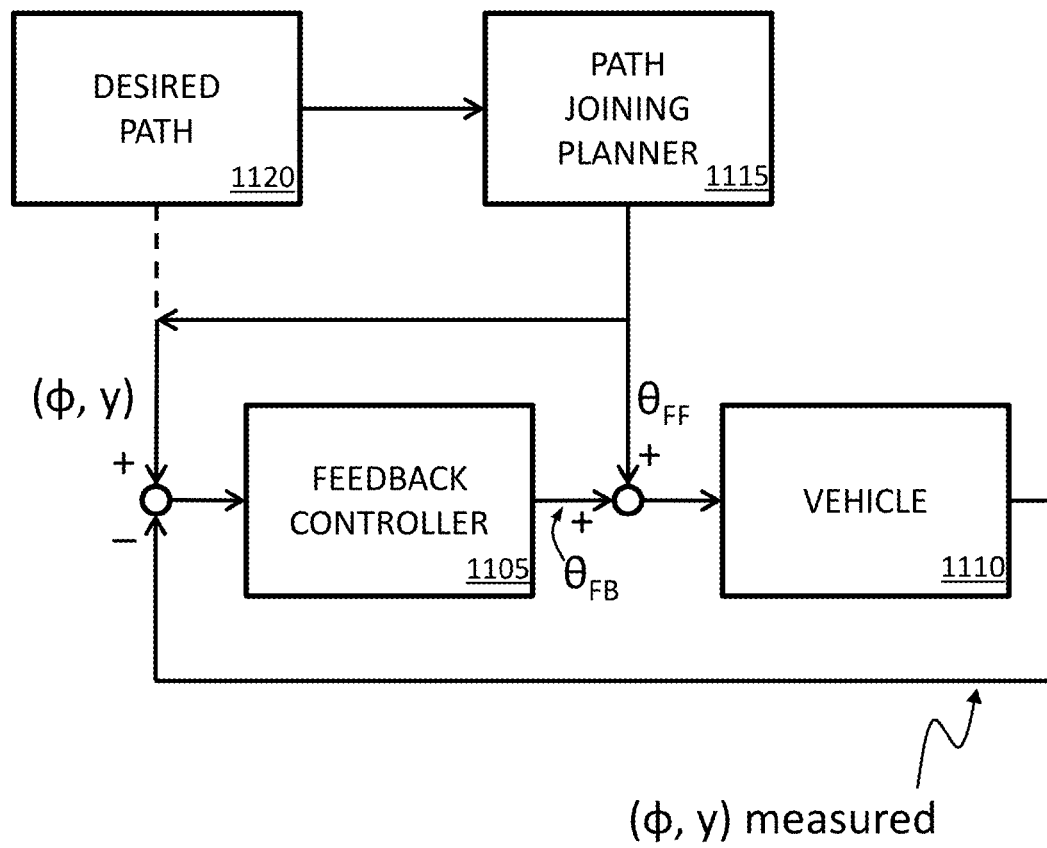 DESIRED
PATH
1120
PATH
JOINING
PLANNER
1115
(ϕ, y)
θFF
+
+
−
FEEDBACK
CONTROLLER
1105
+
θFB
VEHICLE
1110
(ϕ, y) measured